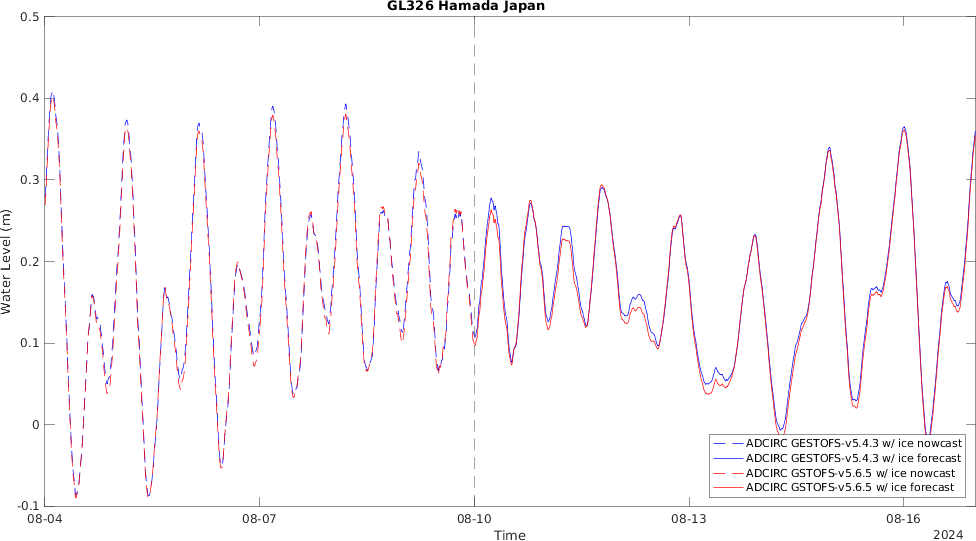 GL326 Hamada Japan
0.5
0.4
0.3
0.2
0.1
0
-0.1
Water Level (m)
08-04
08-07
08-10
08-13
08-16
Time
2024
ADCIRC GESTOFS-v5.4.3 w/ ice nowcast
ADCIRC GESTOFS-v5.4.3 w/ ice forecast
ADCIRC GSTOFS-v5.6.5 w/ ice nowcast
ADCIRC GSTOFS-v5.6.5 w/ ice forecast